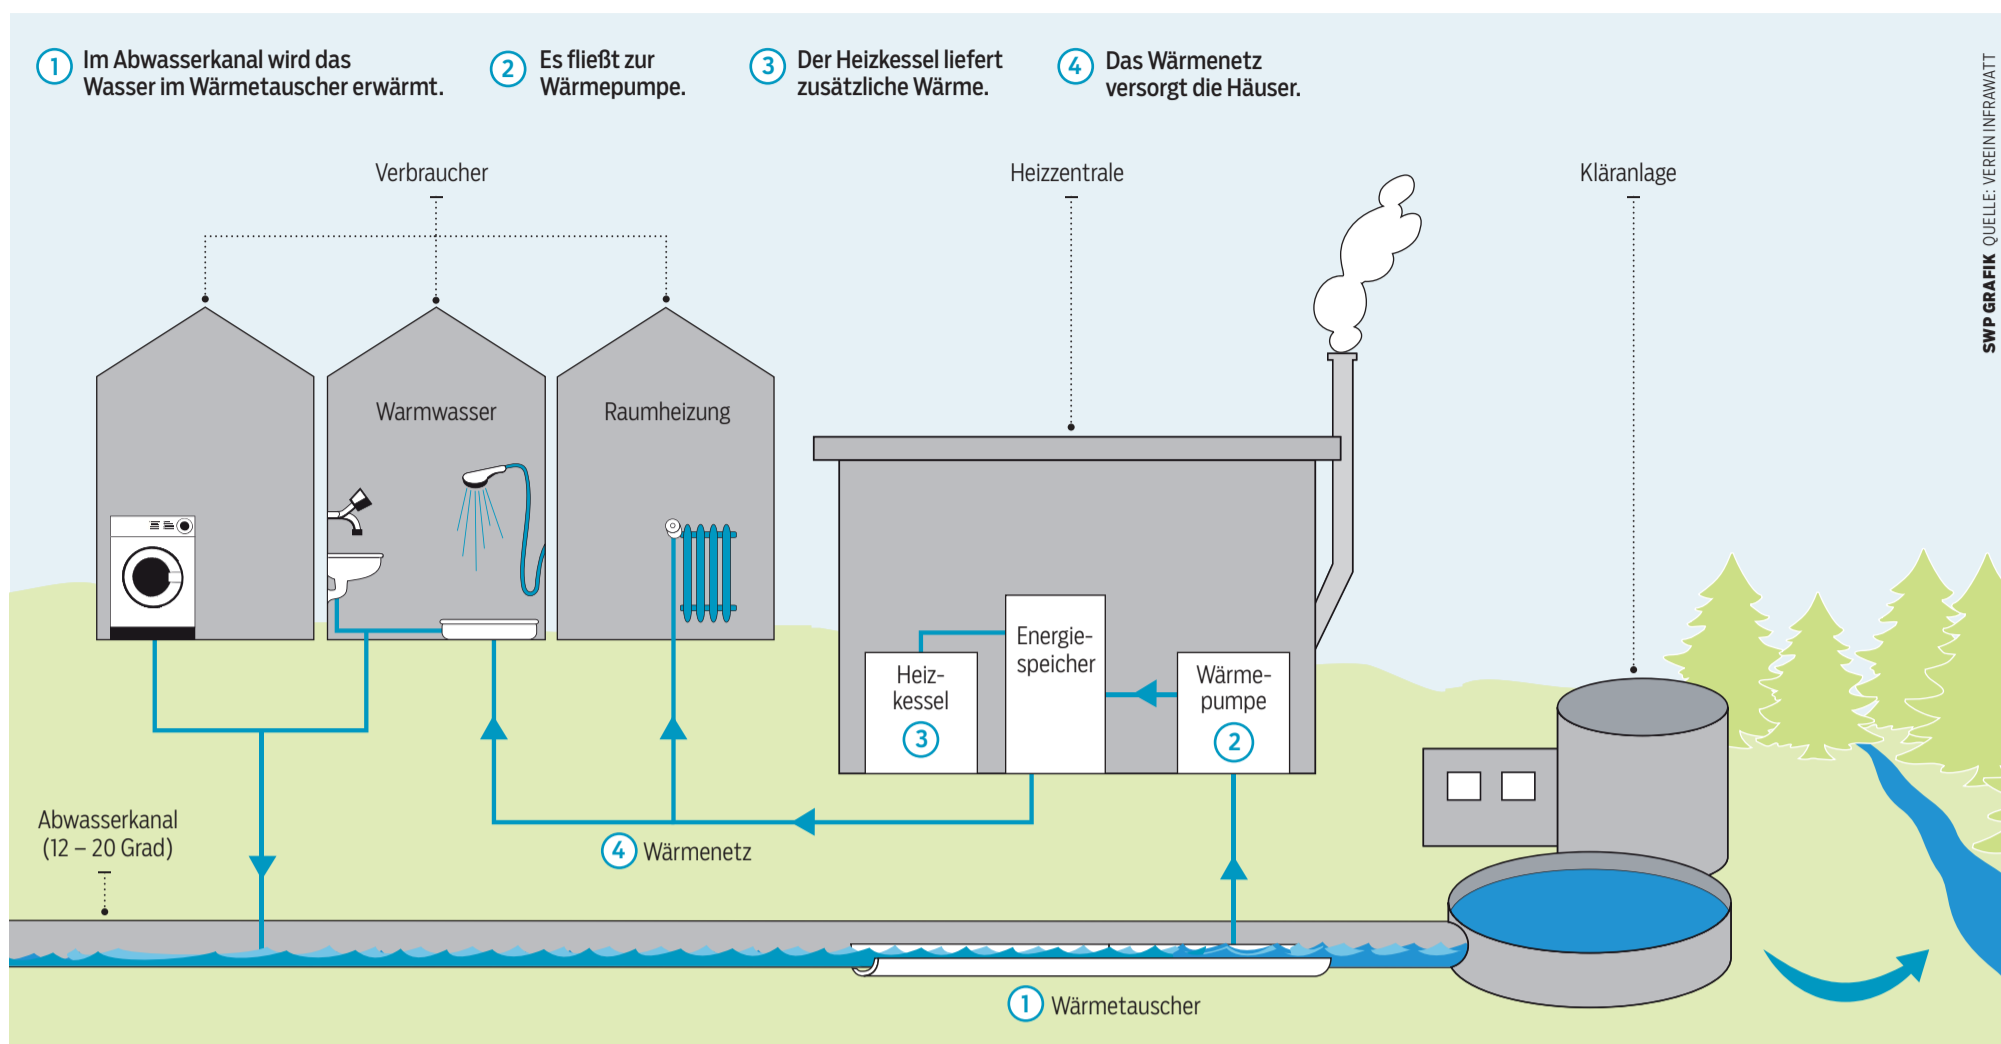 1 Im Abwasserkanal wird das
Wasser im Wärmetauscher erwärmt.
2 Es fließt zur
Wärmepumpe.
3 Der Heizkessel liefert
zusätzliche Wärme.
4 Das Wärmenetz
versorgt die Häuser.
SWP GRAFIK QUELLE: VEREIN INFRAWATT
Verbraucher
Heizzentrale
Kläranlage
Warmwasser
Raumheizung
Energie-
speicher
Heiz-
kessel
3
Wärme-
pumpe
2
Abwasserkanal
(12 – 20 Grad)
4 Wärmenetz
1 Wärmetauscher